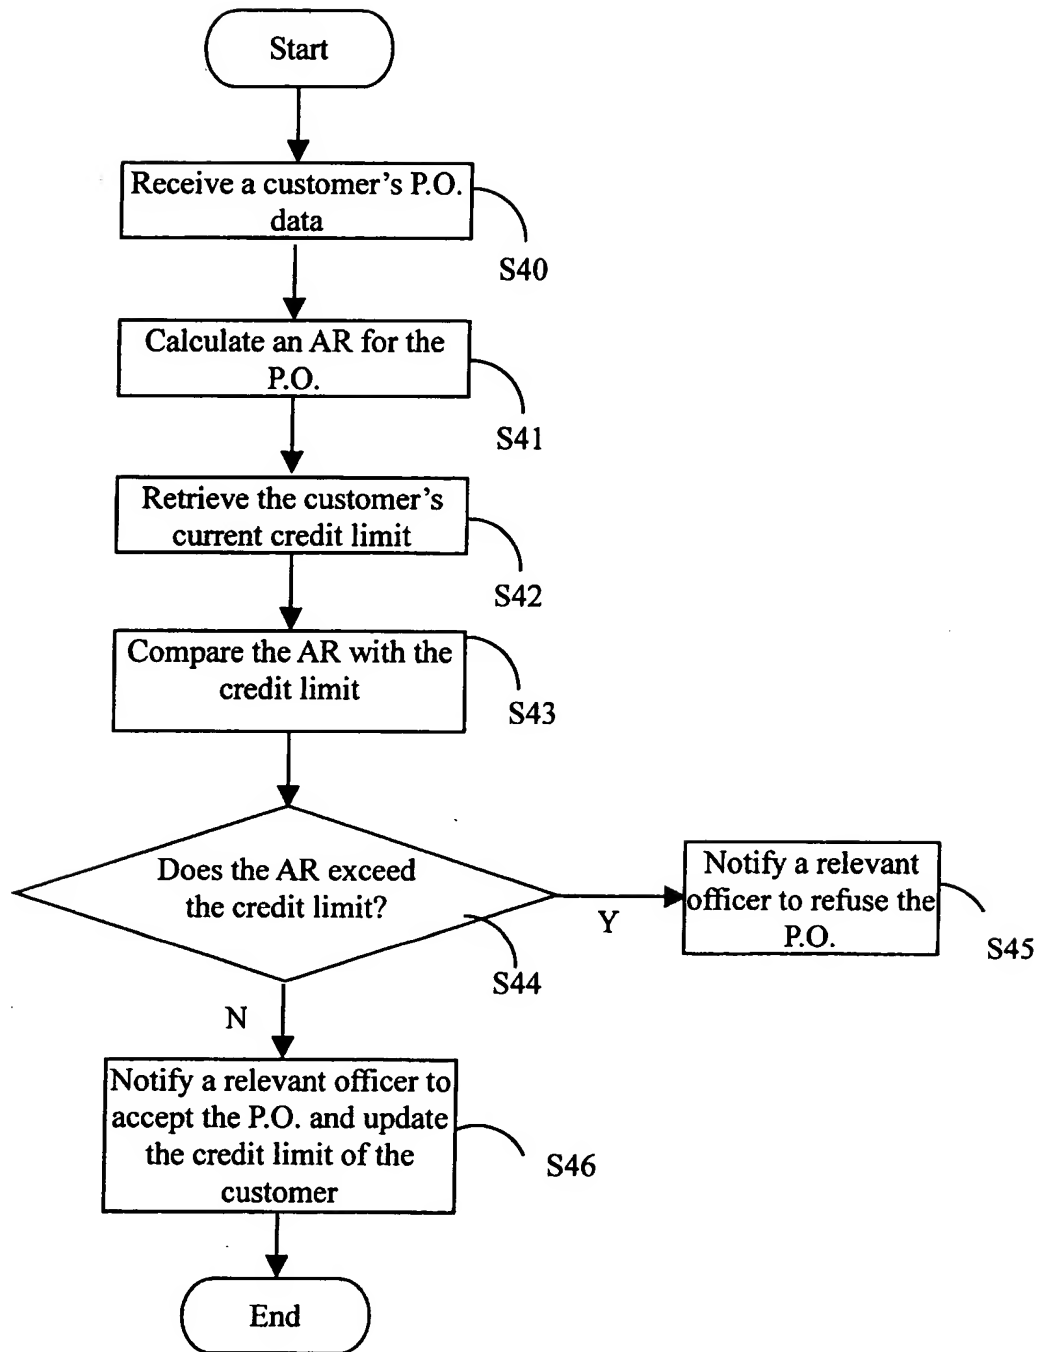 Start
Receive a customer's P.O.
data
S40
Calculate an AR for the
P.O.
S41
Retrieve the customer's
current credit limit
S42
Compare the AR with the
credit limit
S43
Does the AR exceed
the credit limit?
S44
Y
Notify a relevant
officer to refuse the
P.O.
S45
N
Notify a relevant officer to
accept the P.O. and update
the credit limit of the
customer
S46
End